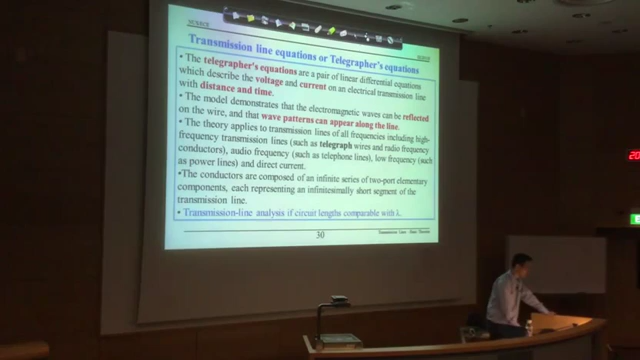 Transmission line equations or Telegrapher's equations
• The telegrapher's equations are a pair of linear differential equations
which describe the voltage and current on an electrical transmission line
with distance and time.
• The model demonstrates that the electromagnetic waves can be reflected
on the wire, and that wave patterns can appear along the line.
• The theory applies to transmission lines of all frequencies including high-
frequency transmission lines (such as telegraph wires and radio frequency
conductors), audio frequency (such as telephone lines), low frequency (such
as power lines) and direct current.
•The conductors are composed of an infinite series of two-port elementary
components, each representing an infinitesimally short segment of the
transmission line.
• Transmission-line analysis if circuit lengths comparable with λ.
30
Transmission Lines
20